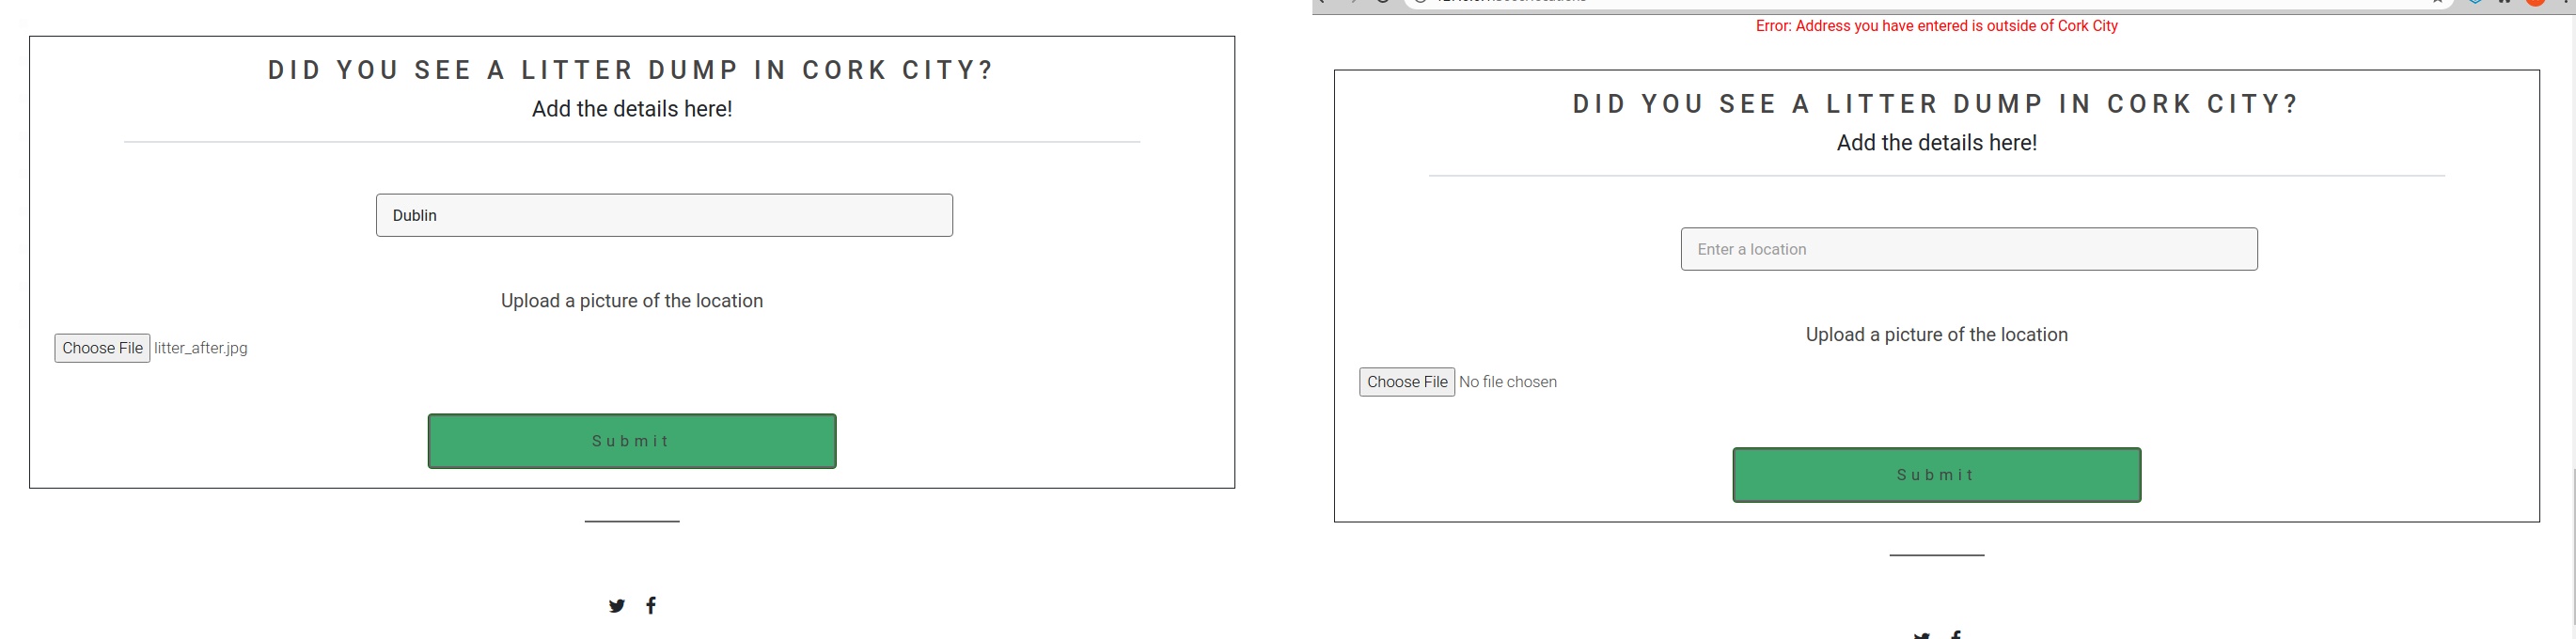 DID YOU SEE A LITTER DUMP IN CORK CITY?
Add the details here!
Dublin
Upload a picture of the location
Choose File litter_after.jpg
Submit
Error: Address you have entered is outside of Cork City
DID YOU SEE A LITTER DUMP IN CORK CITY?
Add the details here!
Enter a location
Upload a picture of the location
Choose File No file chosen
Submit